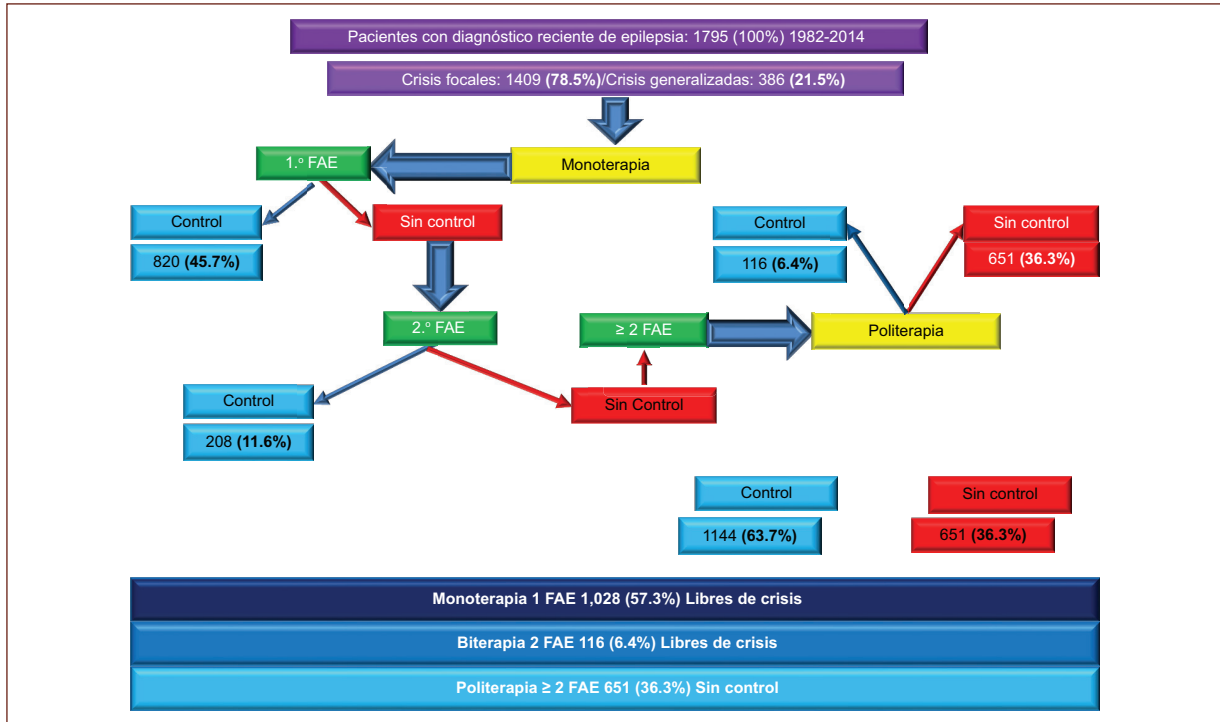 Pacientes con diagnóstico reciente de epilepsia: 1795 (100%) 1982-2014
Crisis focales: 1409 (78.5%)/Crisis generalizadas: 386 (21.5%)
1.º FAE
Monoterapia
Control
820 (45.7%)
Sin control
Control
116 (6.4%)
Sin control
651 (36.3%)
2.º FAE
≥ 2 FAE
Politerapia
Control
208 (11.6%)
Sin Control
Control
1144 (63.7%)
Sin control
651 (36.3%)
Monoterapia 1 FAE 1,028 (57.3%) Libres de crisis
Biterapia 2 FAE 116 (6.4%) Libres de crisis
Politerapia ≥ 2 FAE 651 (36.3%) Sin control